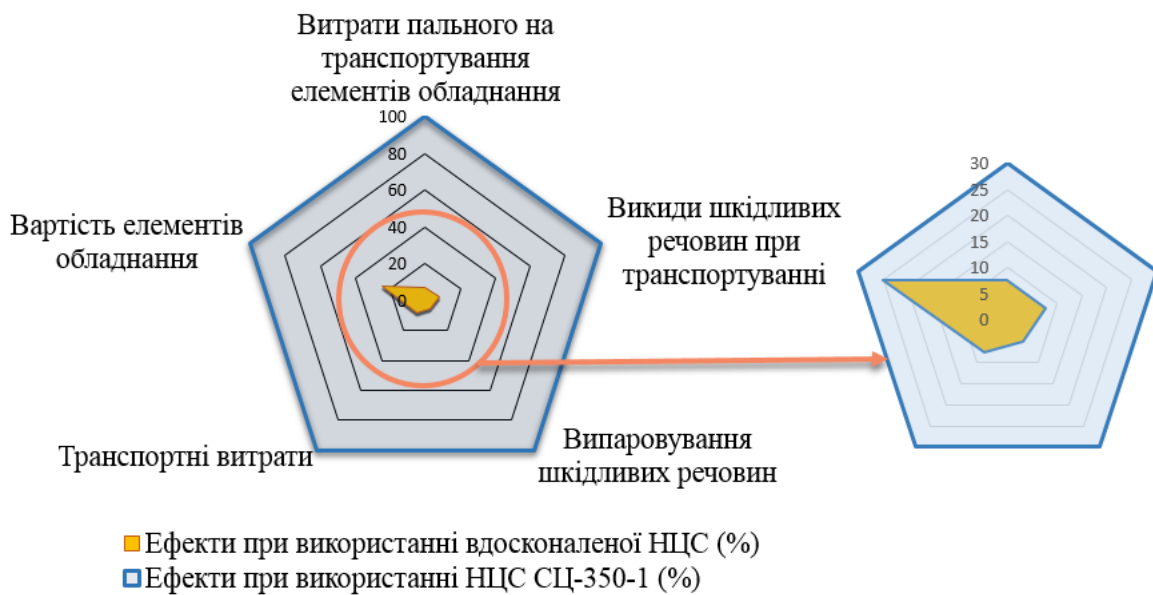 Витрати пального на
транспортування
елементів обладнання
100
80
60
40
20
0
Вартість елементів
обладнання
Викиди шкідливих
речовин при
транспортуванні
Транспортні витрати
Випаровування
шкідливих речовин
30
25
20
15
10
5
0
Ефекти при використанні вдосконаленої НЦС (%)
Ефекти при використанні НЦС СЦ-350-1 (%)